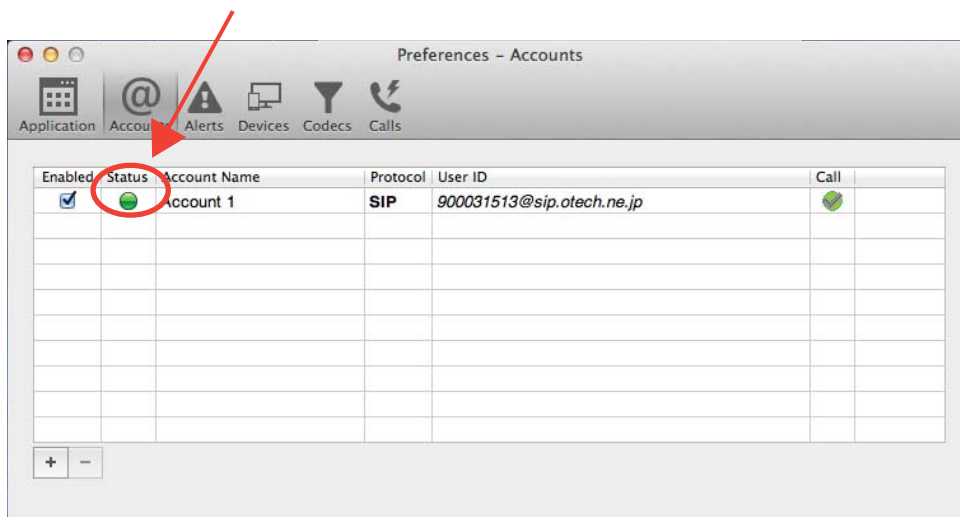 Preferences – Accounts
Application Accounts Alerts Devices Codecs Calls
Enabled Status Account Name Protocol User ID Call
Account 1 SIP 900031513@sip.otech.ne.jp
+ −